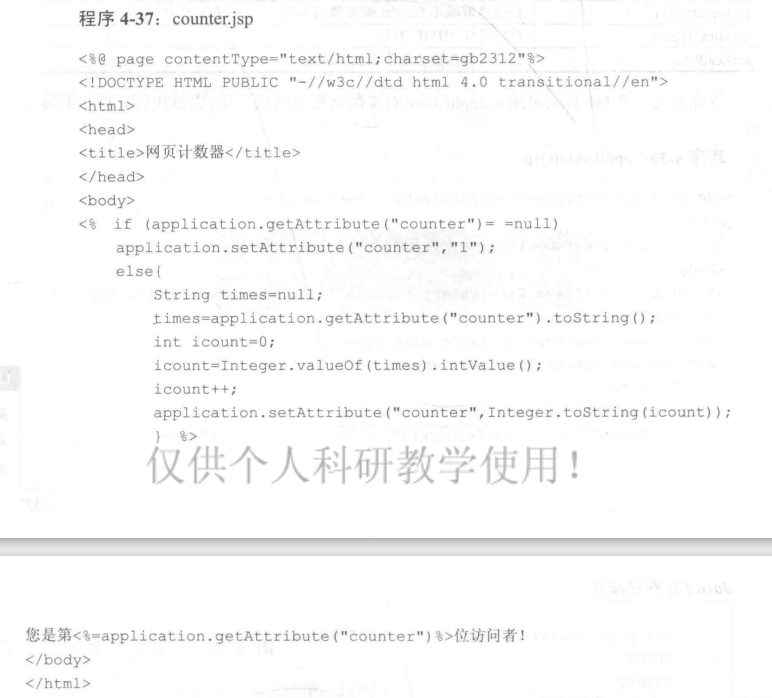 程序 4-37：counter.jsp
<%@ page contentType="text/html;charset=gb2312"%>
<!DOCTYPE HTML PUBLIC "-//w3c//dtd html 4.0 transitional//en">
<html>
<head>
<title>网页计数器</title>
</head>
<body>
<% if (application.getAttribute("counter")= =null)
application.setAttribute("counter","1");
else{
String times=null;
times=application.getAttribute("counter").toString();
int icount=0;
icount=Integer.valueOf(times).intValue();
icount++;
application.setAttribute("counter",Integer.toString(icount));
} %>
仅供个人科研教学使用！
您是第<%=application.getAttribute("counter")%>位访问者！
</body>
</html>